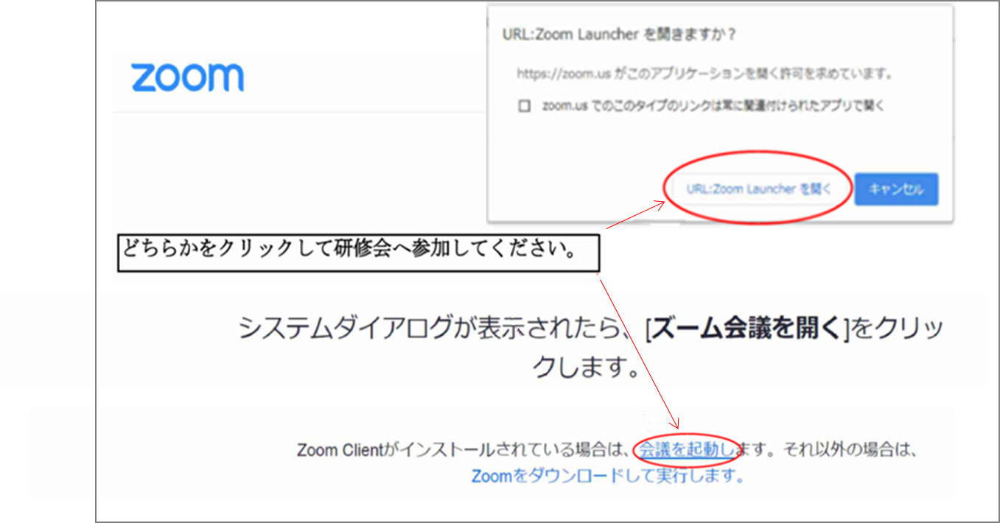 URL:Zoom Launcher を開きますか？
zoom
https://zoom.us がこのアプリケーションを開く許可を求めています。
zoom.us でのこのタイプのリンクは常に関連付けられたアプリで開く
URL:Zoom Launcher を開く
キャンセル
どちらかをクリックして研修会へ参加してください。
システムダイアログが表示されたら、[ズーム会議を開く]をクリッ
クします。
Zoom Clientがインストールされている場合は、会議を起動します。それ以外の場合は、
Zoomをダウンロードして実行します。